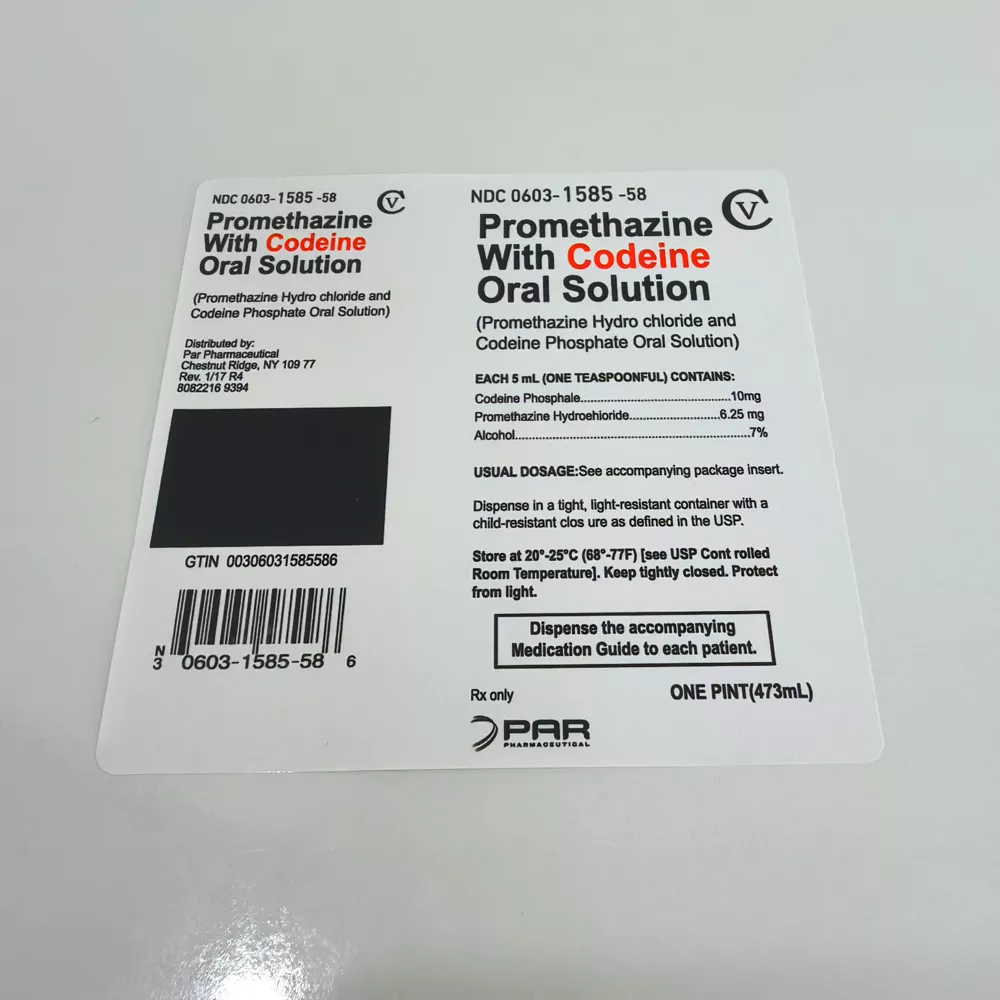 NDC 0603-1585 -58
CV
Promethazine
With Codeine
Oral Solution
(Promethazine Hydro chloride and
Codeine Phosphate Oral Solution)
Distributed by:
Par Pharmaceutical
Chestnut Ridge, NY 109 77
Rev. 1/17 R4
8082216 9394
GTIN 00306031585586
N
3 0603-1585-58 6
NDC 0603-1585 -58
CV
Promethazine
With Codeine
Oral Solution
(Promethazine Hydro chloride and
Codeine Phosphate Oral Solution)
EACH 5 mL (ONE TEASPOONFUL) CONTAINS:
Codeine Phosphale..........................................10mg
Promethazine Hydroehioride.........................6.25 mg
Alcohol................................................................7%
USUAL DOSAGE:See accompanying package insert.
Dispense in a tight, light-resistant container with a
child-resistant clos ure as defined in the USP.
Store at 20°-25°C (68°-77F) [see USP Cont rolled
Room Temperature]. Keep tightly closed. Protect
from light.
Dispense the accompanying
Medication Guide to each patient.
Rx only
ONE PINT(473mL)
PAR
PHARMACEUTICAL